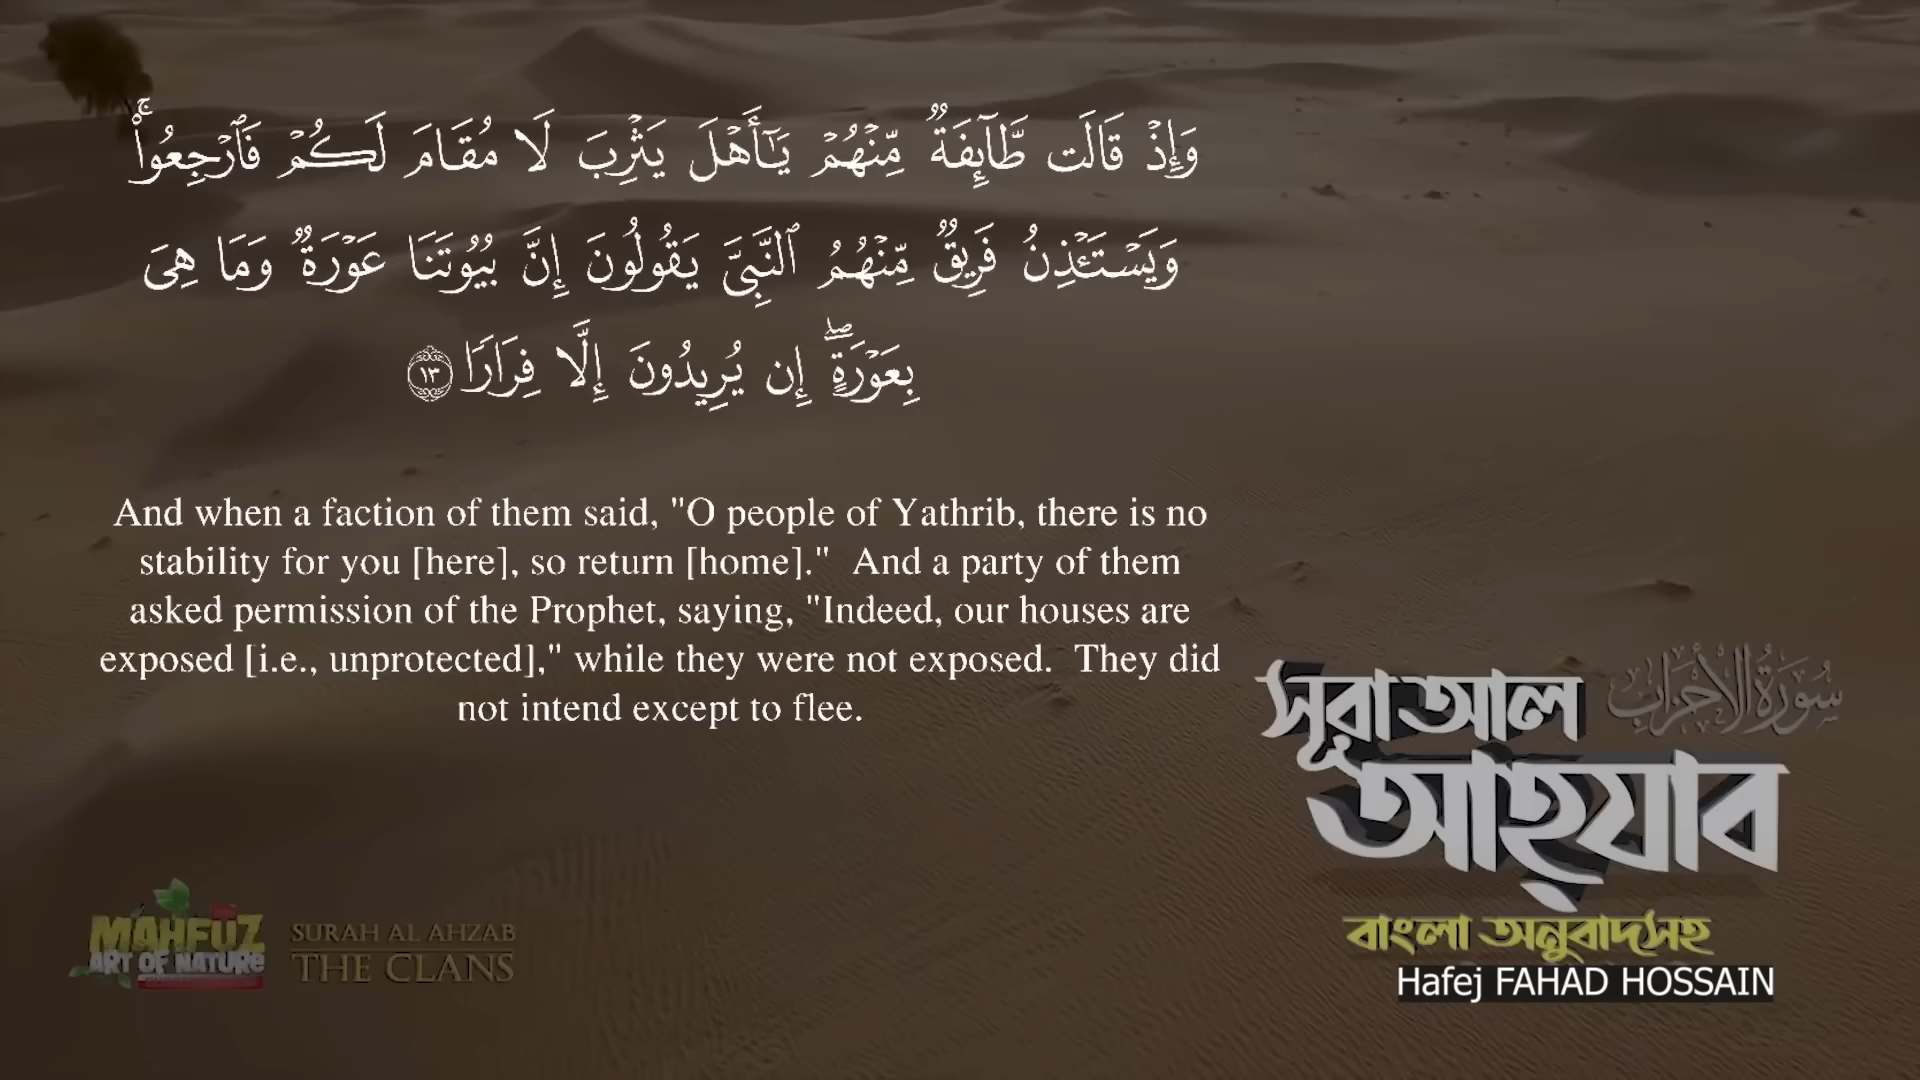 وَإِذۡ قَالَت طَّآئِفَةٞ مِّنۡهُمۡ يَٰٓأَهۡلَ يَثۡرِبَ لَا مُقَامَ لَكُمۡ فَٱرۡجِعُواْۚ
وَيَسۡتَـٔۡذِنُ فَرِيقٞ مِّنۡهُمُ ٱلنَّبِيَّ يَقُولُونَ إِنَّ بُيُوتَنَا عَوۡرَةٞ وَمَا هِيَ
بِعَوۡرَةٍۖ إِن يُرِيدُونَ إِلَّا فِرَارٗا ١٣
And when a faction of them said, "O people of Yathrib, there is no
stability for you [here], so return [home]." And a party of them
asked permission of the Prophet, saying, "Indeed, our houses are
exposed [i.e., unprotected]," while they were not exposed. They did
not intend except to flee.
সূরা আল
سُورَةُ الأَحْزَاب
আহ্‌যাব
বাংলা অনুবাদসহ
Hafej FAHAD HOSSAIN
MAHFUZ
ART OF NATURE
SURAH AL AHZAB
THE CLANS